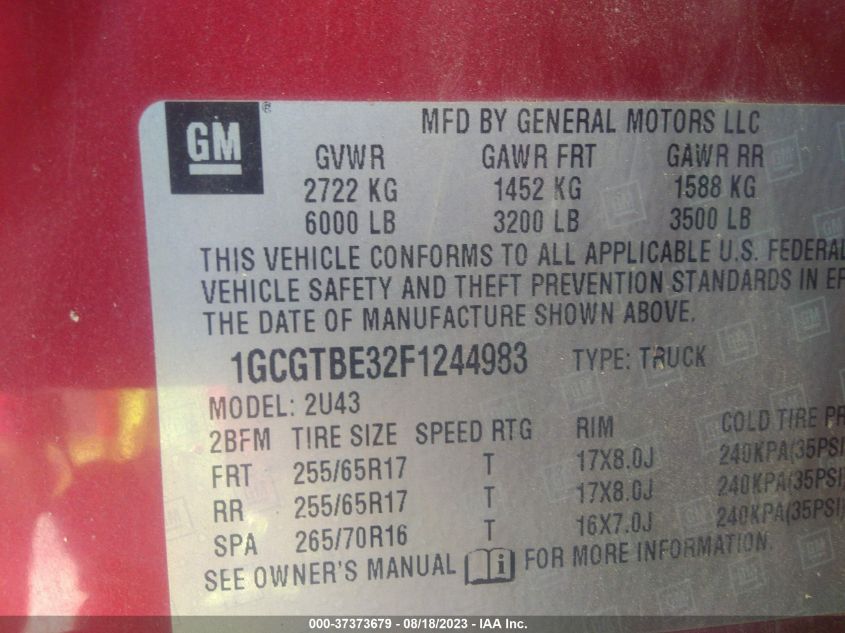 GM ®
MFD BY GENERAL MOTORS LLC
GVWR GAWR FRT GAWR RR
2722 KG 1452 KG 1588 KG
6000 LB 3200 LB 3500 LB
THIS VEHICLE CONFORMS TO ALL APPLICABLE U.S. FEDERAL
VEHICLE SAFETY AND THEFT PREVENTION STANDARDS IN EF
THE DATE OF MANUFACTURE SHOWN ABOVE.
1GCGTBE32F1244983 TYPE: TRUCK
MODEL: 2U43
2BFM TIRE SIZE SPEED RTG RIM COLD TIRE PR
FRT 255/65R17 T 17X8.0J 240KPA(35PSI
RR 255/65R17 T 17X8.0J 240KPA(35PSI)
SPA 265/70R16 T 16X7.0J 240KPA(35PSI)
SEE OWNER'S MANUAL i FOR MORE INFORMATION.
000-37373679 - 08/18/2023 - IAA Inc.